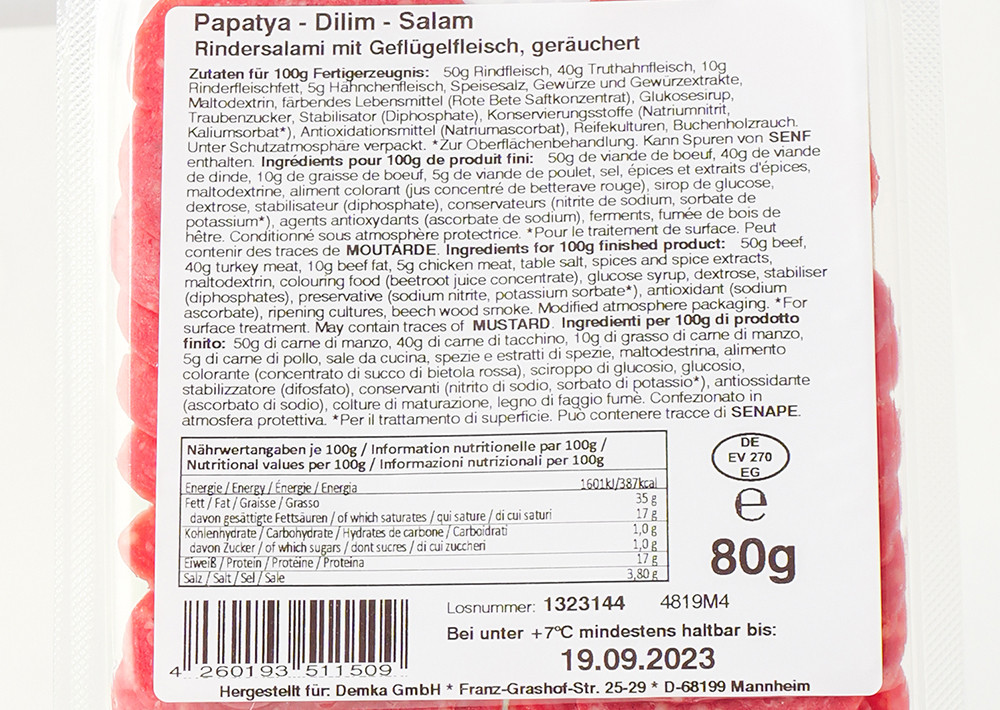 Papatya - Dilim - Salam
Rindersalami mit Geflügelfleisch, geräuchert
Zutaten für 100g Fertigerzeugnis: 50g Rindfleisch, 40g Truthahnfleisch, 10g
Rinderfleischfett, 5g Hähnchenfleisch, Speisesalz, Gewürze und Gewürzextrakte,
Maltodextrin, färbendes Lebensmittel (Rote Bete Saftkonzentrat), Glukosesirup,
Traubenzucker, Stabilisator (Diphosphate), Konservierungsstoffe (Natriumnitrit,
Kaliumsorbat*), Antioxidationsmittel (Natriumascorbat), Reifekulturen, Buchenholzrauch.
Unter Schutzatmosphäre verpackt. *Zur Oberflächenbehandlung. Kann Spuren von SENF
enthalten. Ingrédients pour 100g de produit fini: 50g de viande de boeuf, 40g de viande
de dinde, 10g de graisse de boeuf, 5g de viande de poulet, sel, épices et extraits d'épices,
maltodextrine, aliment colorant (jus concentré de betterave rouge), sirop de glucose,
dextrose, stabilisateur (diphosphate), conservateurs (nitrite de sodium, sorbate de
potassium*), agents antioxydants (ascorbate de sodium), ferments, fumée de bois de
hêtre. Conditionné sous atmosphère protectrice. *Pour le traitement de surface. Peut
contenir des traces de MOUTARDE. Ingredients for 100g finished product: 50g beef,
40g turkey meat, 10g beef fat, 5g chicken meat, table salt, spices and spice extracts,
maltodextrin, colouring food (beetroot juice concentrate), glucose syrup, dextrose, stabiliser
(diphosphates), preservative (sodium nitrite, potassium sorbate*), antioxidant (sodium
ascorbate), ripening cultures, beech wood smoke. Modified atmosphere packaging. *For
surface treatment. May contain traces of MUSTARD. Ingredienti per 100g di prodotto
finito: 50g di carne di manzo, 40g di carne di tacchino, 10g di grasso di carne di manzo,
5g di carne di pollo, sale da cucina, spezie e estratti di spezie, maltodestrina, alimento
colorante (concentrato di succo di bietola rossa), sciroppo di glucosio, glucosio,
stabilizzatore (difosfato), conservanti (nitrito di sodio, sorbato di potassio*), antiossidante
(ascorbato di sodio), colture di maturazione, legno di faggio fumé. Confezionato in
atmosfera protettiva. *Per il trattamento di superficie. Può contenere tracce di SENAPE.
Nährwertangaben je 100g / Information nutritionelle par 100g /
Nutritional values per 100g / Informazioni nutrizionali per 100g
Energie / Energy / Énergie / Energia 1601kJ/387kcal
Fett / Fat / Graisse / Grasso 35 g
davon gesättigte Fettsäuren / of which saturates / qui sature / di cui saturi 17 g
Kohlenhydrate / Carbohydrate / Hydrates de carbone / Carboidrati 1,0 g
davon Zucker / of which sugars / dont sucres / di cui zuccheri 1,0 g
Eiweiß / Protein / Protéine / Proteina 17 g
Salz / Salt / Sel / Sale 3,80 g
DE
EV 270
EG
e
80g
Losnummer: 1323144 4819M4
Bei unter +7°C mindestens haltbar bis:
19.09.2023
4 260193 511509
Hergestellt für: Demka GmbH * Franz-Grashof-Str. 25-29 * D-68199 Mannheim